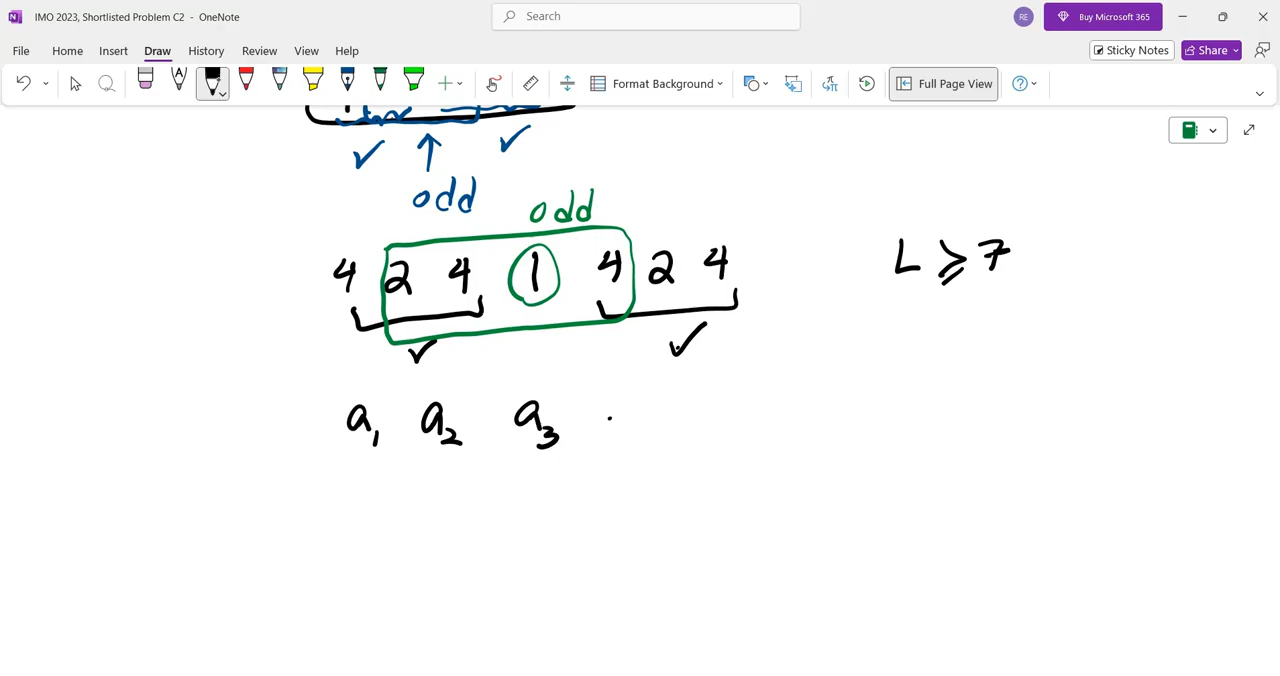 IMO 2023, Shortlisted Problem C2 - OneNote
Search
RE
Buy Microsoft 365
File Home Insert Draw History Review View Help
Sticky Notes
Share
Format Background
Full Page View
odd
odd
4 2 4 1 4 2 4
L ⩾ 7
a₁ a₂ a₃ .